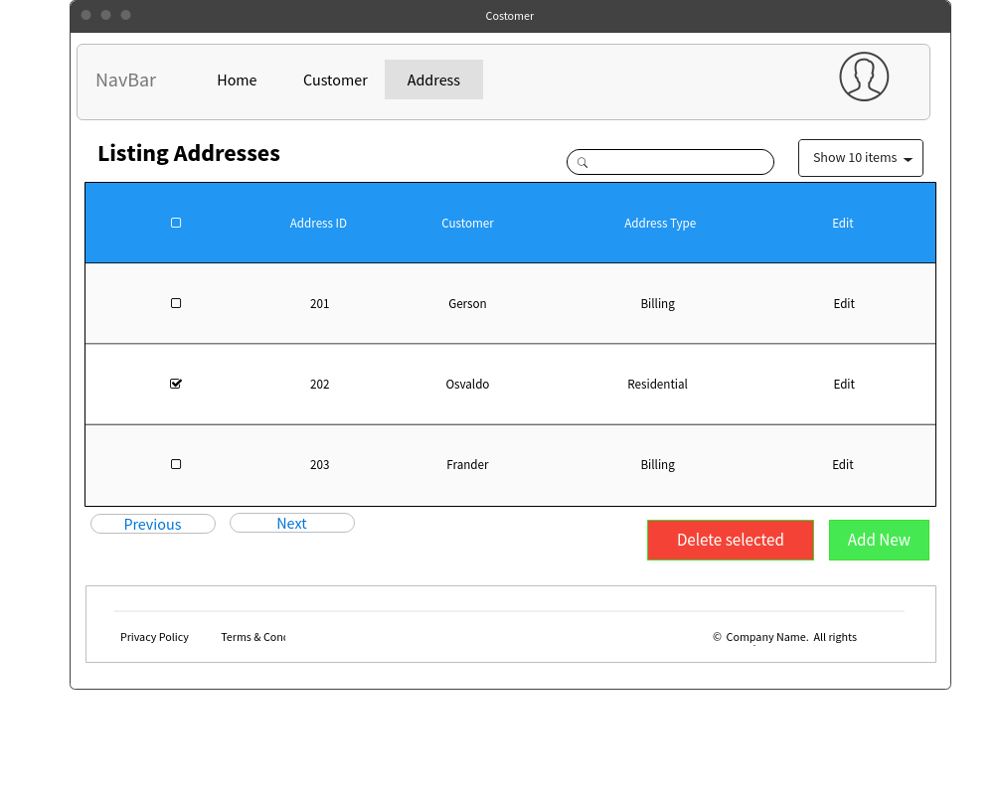 Costomer
NavBar Home Customer Address
Listing Addresses
Show 10 items
Address ID Customer Address Type Edit
201 Gerson Billing Edit
202 Osvaldo Residential Edit
203 Frander Billing Edit
Previous Next
Delete selected Add New
Privacy Policy Terms & Con © Company Name. All rights